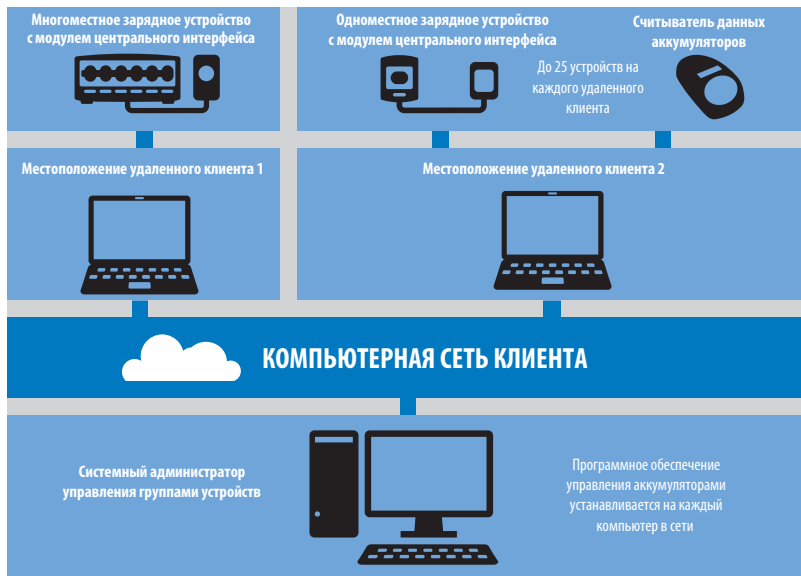 Многоместное зарядное устройство
с модулем центрального интерфейса
Одноместное зарядное устройство
с модулем центрального интерфейса
До 25 устройств на
каждого удаленного
клиента
Считыватель данных
аккумуляторов
Местоположение удаленного клиента 1
Местоположение удаленного клиента 2
КОМПЬЮТЕРНАЯ СЕТЬ КЛИЕНТА
Системный администратор
управления группами устройств
Программное обеспечение
управления аккумуляторами
устанавливается на каждый
компьютер в сети